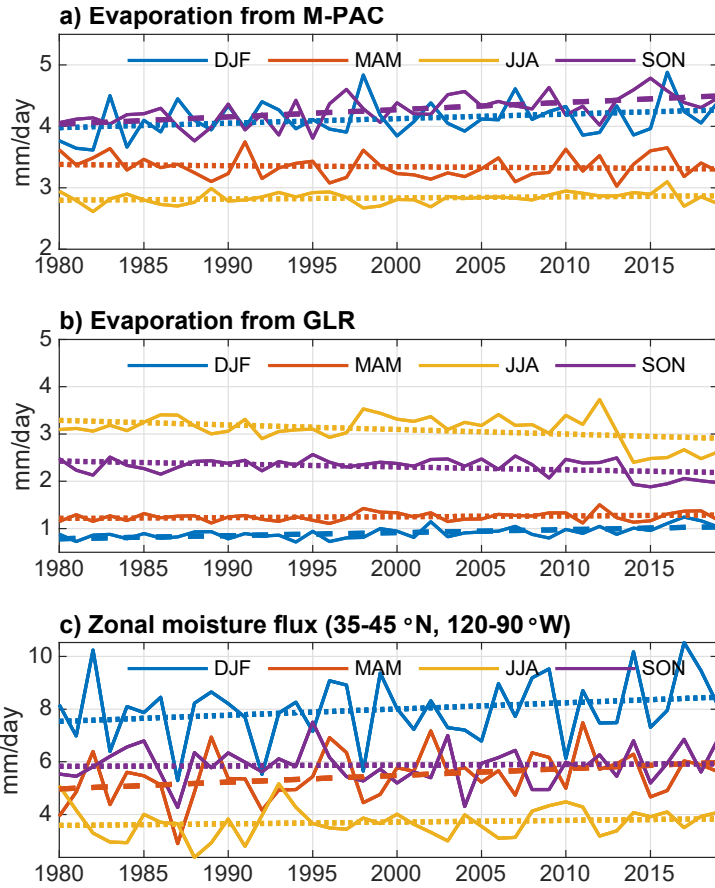 a) Evaporation from M-PAC
DJF MAM JJA SON
5
4
3
2
mm/day
1980 1985 1990 1995 2000 2005 2010 2015
b) Evaporation from GLR
DJF MAM JJA SON
5
4
3
2
1
mm/day
1980 1985 1990 1995 2000 2005 2010 2015
c) Zonal moisture flux (35-45 °N, 120-90 °W)
DJF MAM JJA SON
10
8
6
4
mm/day
1980 1985 1990 1995 2000 2005 2010 2015